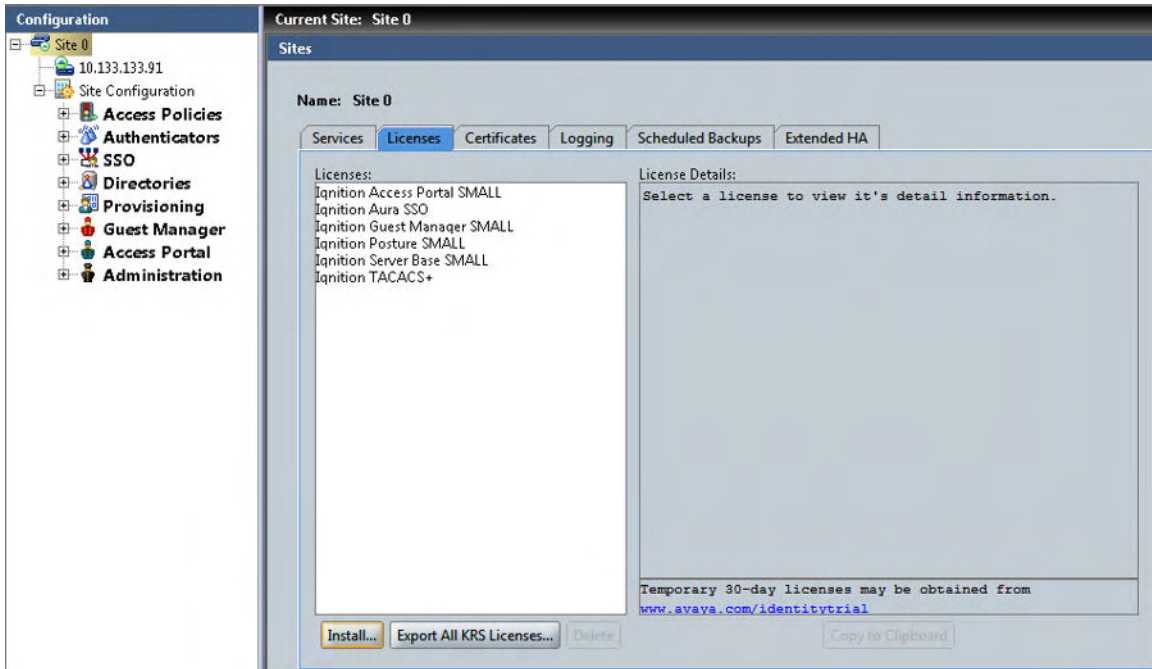 Configuration
Site 0
10.133.133.91
Site Configuration
Access Policies
Authenticators
SSO
Directories
Provisioning
Guest Manager
Access Portal
Administration
Current Site: Site 0
Sites
Name: Site 0
Services Licenses Certificates Logging Scheduled Backups Extended HA
Licenses:
Ignition Access Portal SMALL
Ignition Aura SSO
Ignition Guest Manager SMALL
Ignition Posture SMALL
Ignition Server Base SMALL
Ignition TACACS+
License Details:
Select a license to view it's detail information.
Temporary 30-day licenses may be obtained from
www.avaya.com/identitytrial
Install... Export All KRS Licenses... Delete Copy to Clipboard